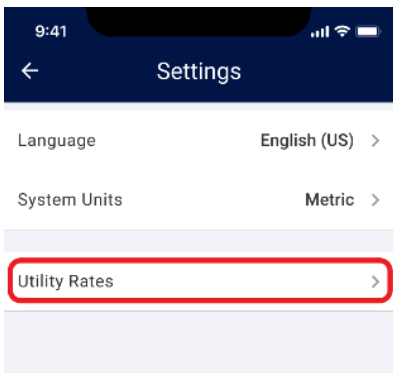 9:41
Settings
Language English (US)
System Units Metric
Utility Rates